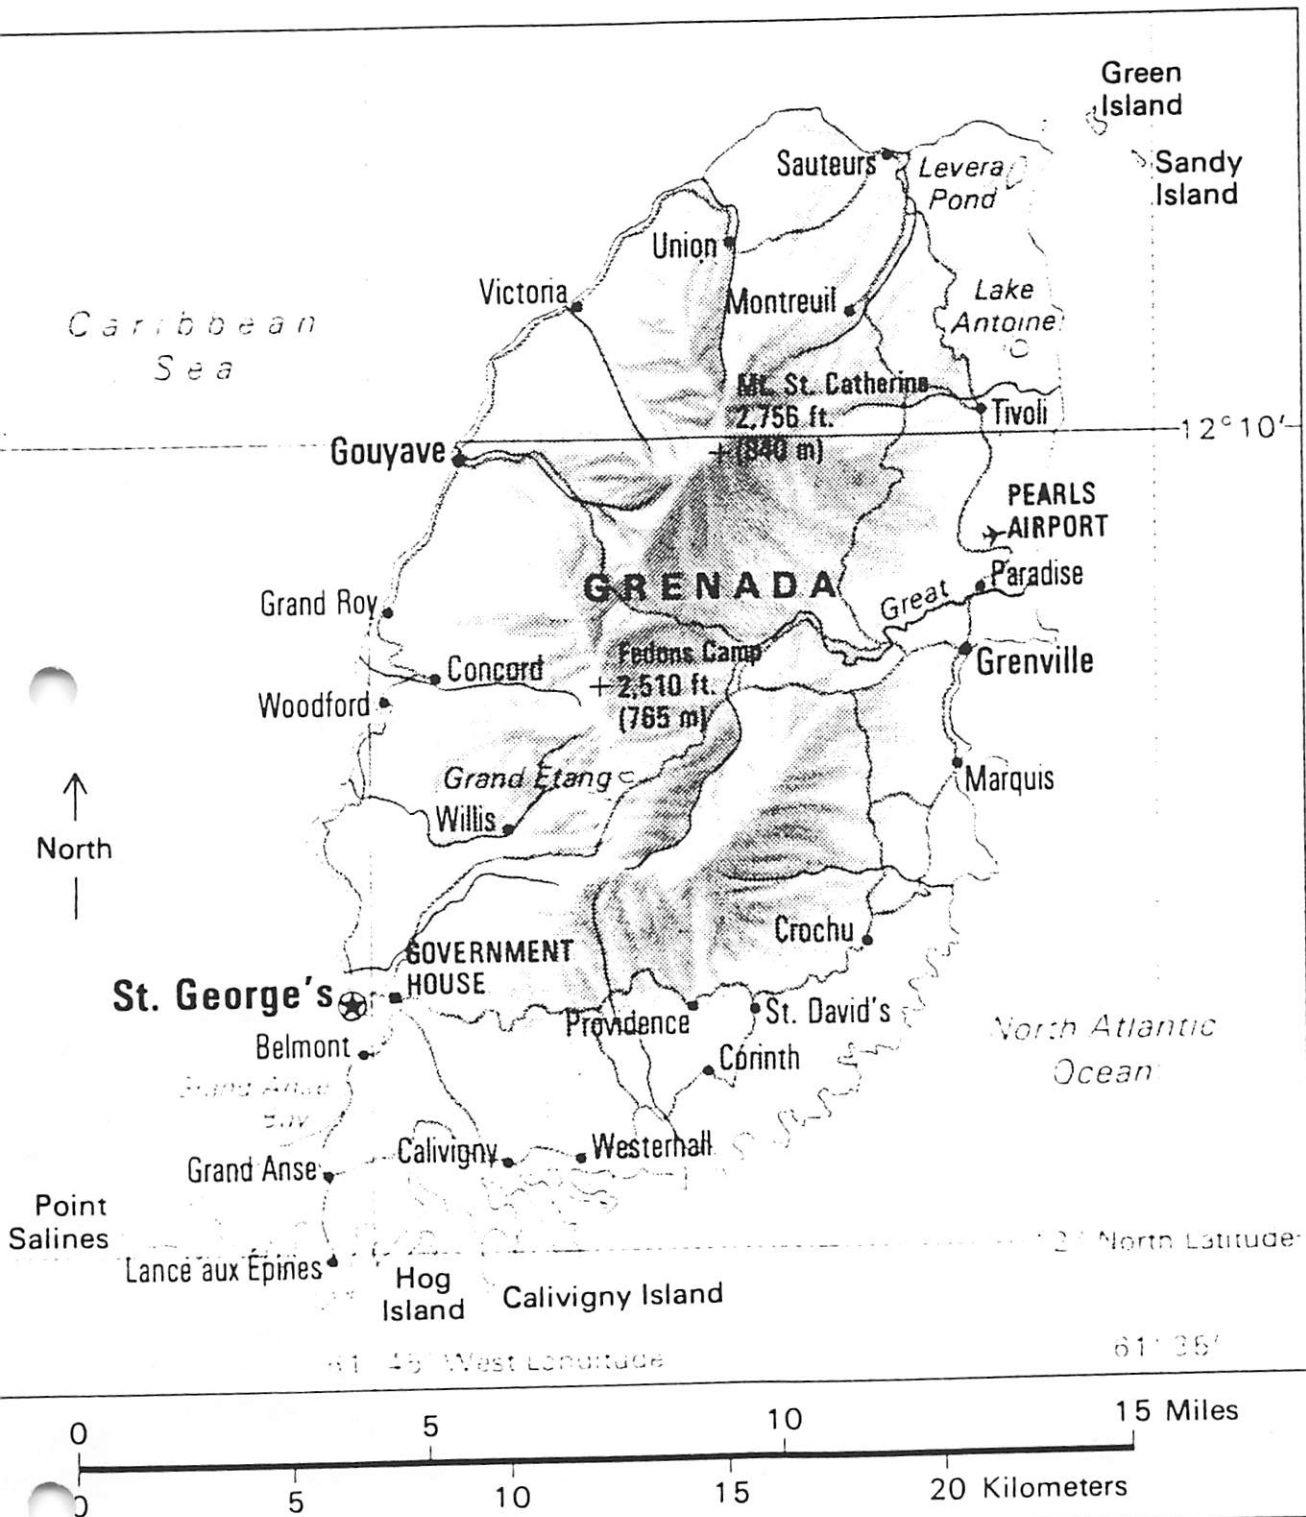 Green
Island
Sauteurs
Levera
Pond
Sandy
Island
Union
Victoria
Montreuil
Lake
Antoine
Caribbean
Sea
Mt. St. Catherine
2,756 ft.
(840 m)
Tivoli
12°10′
Gouyave
PEARLS
AIRPORT
GRENADA
Paradise
Great
Grand Roy
Fedons Camp
2,510 ft.
(765 m)
Grenville
Concord
Woodford
Grand Etang
Marquis
Willis
North
Crochu
GOVERNMENT
HOUSE
St. George's
Providence
St. David's
North Atlantic
Ocean
Belmont
Corinth
Grand Anse
Bay
Calivigny
Westerhall
Grand Anse
Point
Salines
North Latitude
Lance aux Épines
Hog
Island
Calivigny Island
West Longitude
61°35′
0 5 10 15 Miles
0 5 10 15 20 Kilometers